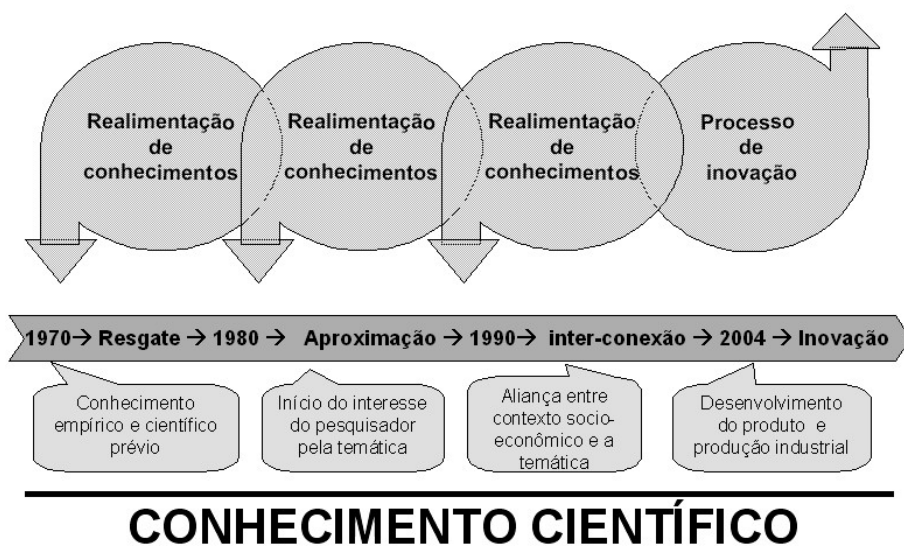 Realimentação
de
conhecimentos
Realimentação
de
conhecimentos
Realimentação
de
conhecimentos
Processo
de
inovação
1970→ Resgate → 1980 → Aproximação → 1990→ inter-conexão → 2004 → Inovação
Conhecimento
empírico e científico
prévio
Início do interesse
do pesquisador
pela temática
Aliança entre
contexto socio-
econômico e a
temática
Desenvolvimento
do produto e
produção industrial
CONHECIMENTO CIENTÍFICO